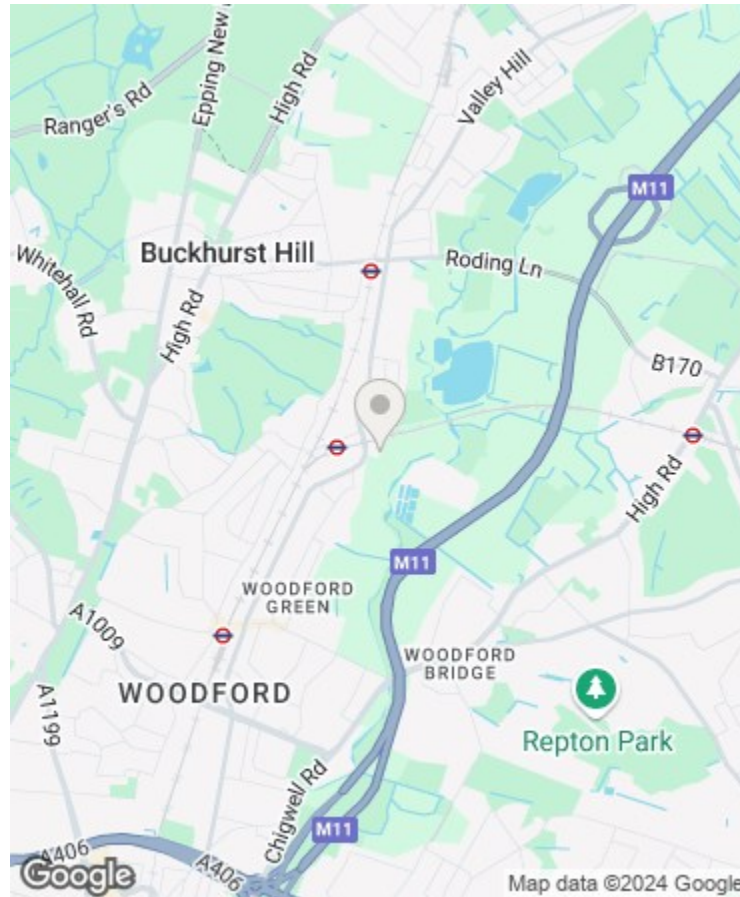 Epping New
High Rd
Valley Hill
Ranger's Rd
M11
Buckhurst Hill
Roding Ln
Whitehall Rd
High Rd
B170
High Rd
M11
WOODFORD
GREEN
A1009
WOODFORD
BRIDGE
WOODFORD
A1199
Repton Park
Chigwell Rd
M11
A406
A406
Google
Map data ©2024 Google